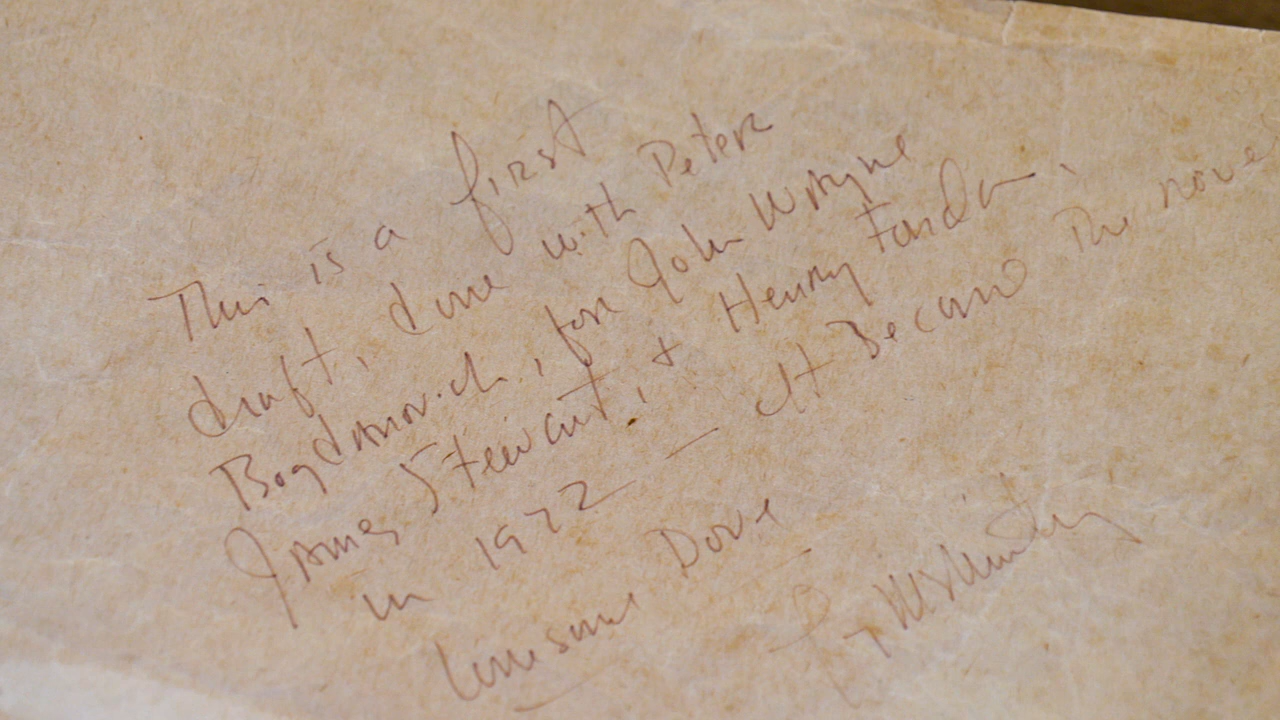 This is a first
draft, done with Peter
Bogdanovich, for John Wayne
James Stewart, & Henry Fonda,
in 1972 — It Became The novel
Lonesome Dove
L McMurtry